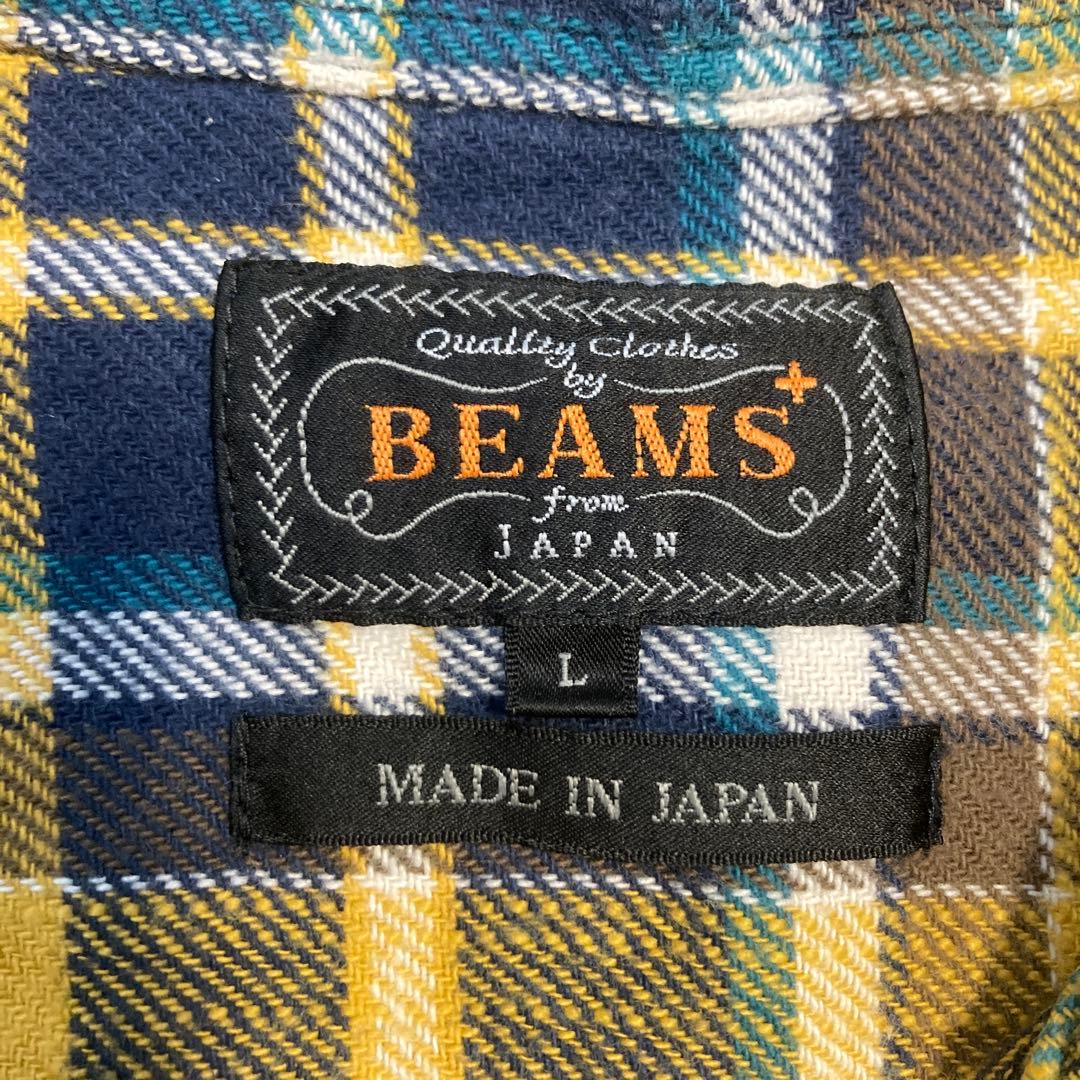 Quality Clothes
by
BEAMS+
from
JAPAN
L
MADE IN JAPAN